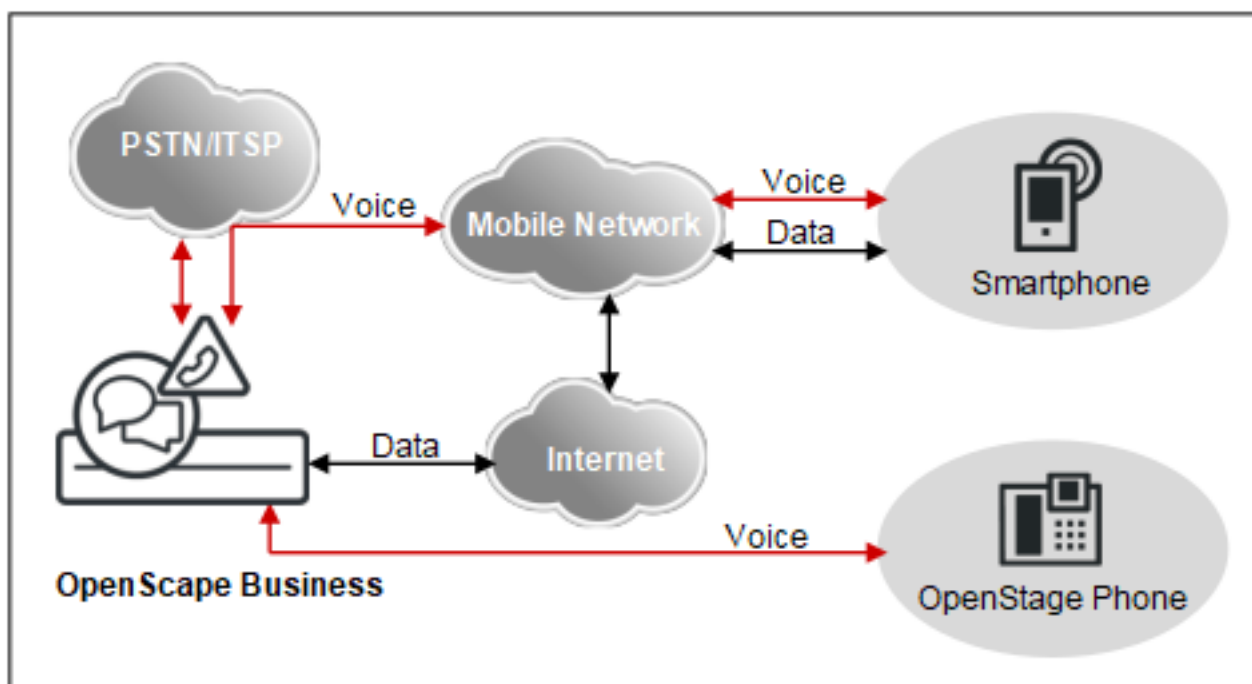 PSTN/ITSP
Voice
Mobile Network
Voice
Data
Smartphone
Data
Internet
Voice
OpenScape Business
OpenStage Phone